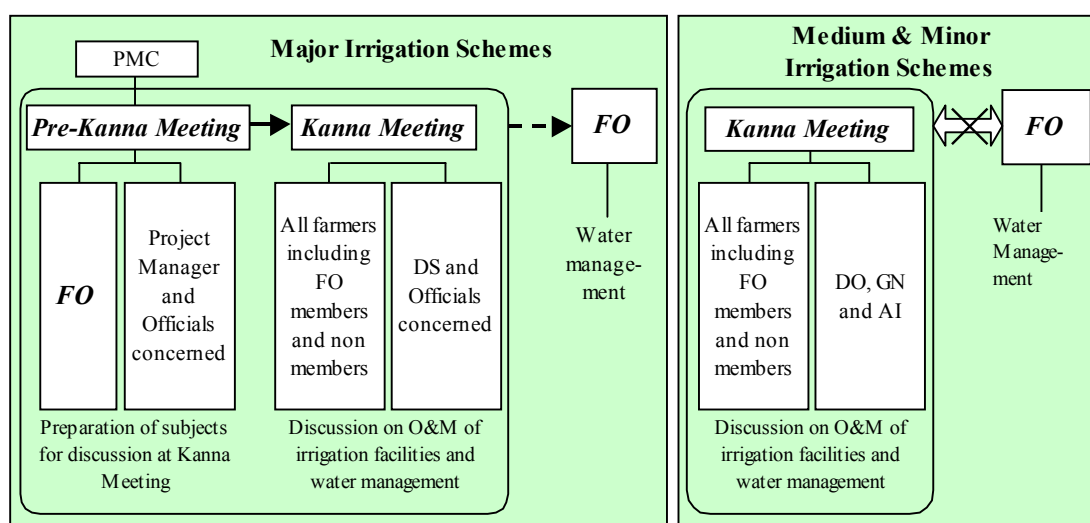 Major Irrigation Schemes
PMC
Pre-Kanna Meeting
Kanna Meeting
FO
FO
Project
Manager
and
Officials
concerned
All farmers
including
FO
members
and non
members
DS and
Officials
concerned
Water
manage-
ment
Preparation of subjects
for discussion at Kanna
Meeting
Discussion on O&M of
irrigation facilities and
water management
Medium & Minor
Irrigation Schemes
Kanna Meeting
FO
All farmers
including
FO
members
and non
members
DO, GN
and AI
Water
Manage-
ment
Discussion on O&M of
irrigation facilities and
water management